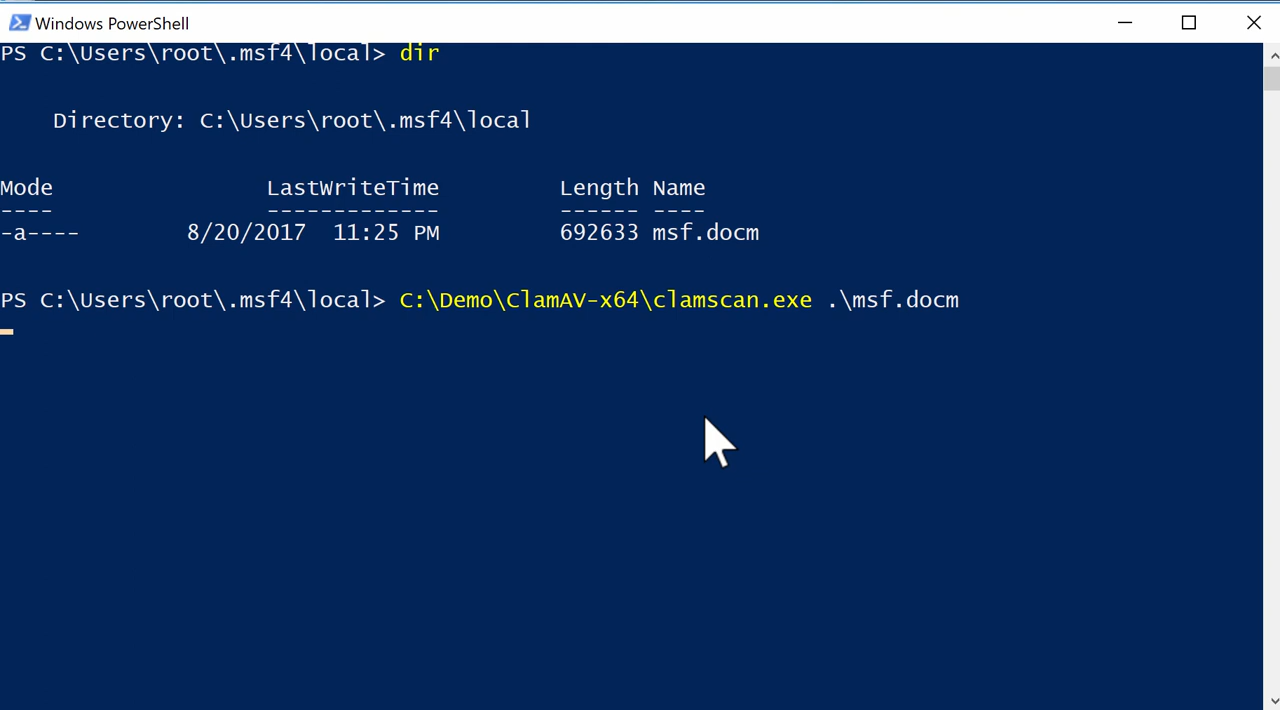 Windows PowerShell
PS C:\Users\root\.msf4\local> dir
Directory: C:\Users\root\.msf4\local
Mode LastWriteTime Length Name
---- ------------- ------ ----
-a---- 8/20/2017 11:25 PM 692633 msf.docm
PS C:\Users\root\.msf4\local> C:\Demo\ClamAV-x64\clamscan.exe .\msf.docm